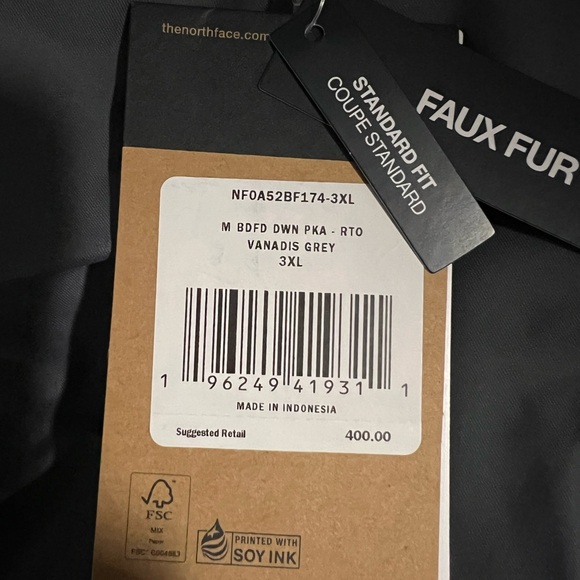 thenorthface.com
STANDARD FIT
COUPE STANDARD
FAUX FUR
NF0A52BF174-3XL
M BDFD DWN PKA - RTO
VANADIS GREY
3XL
1 96249 41931 1
MADE IN INDONESIA
Suggested Retail 400.00
FSC
MIX
Paper
PRINTED WITH
SOY INK